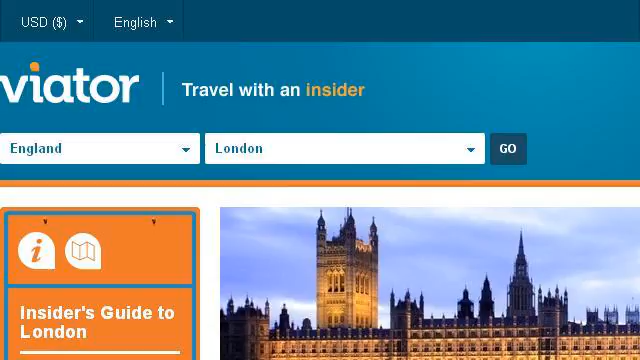 USD ($) English
viator Travel with an insider
England London GO
Insider's Guide to
London